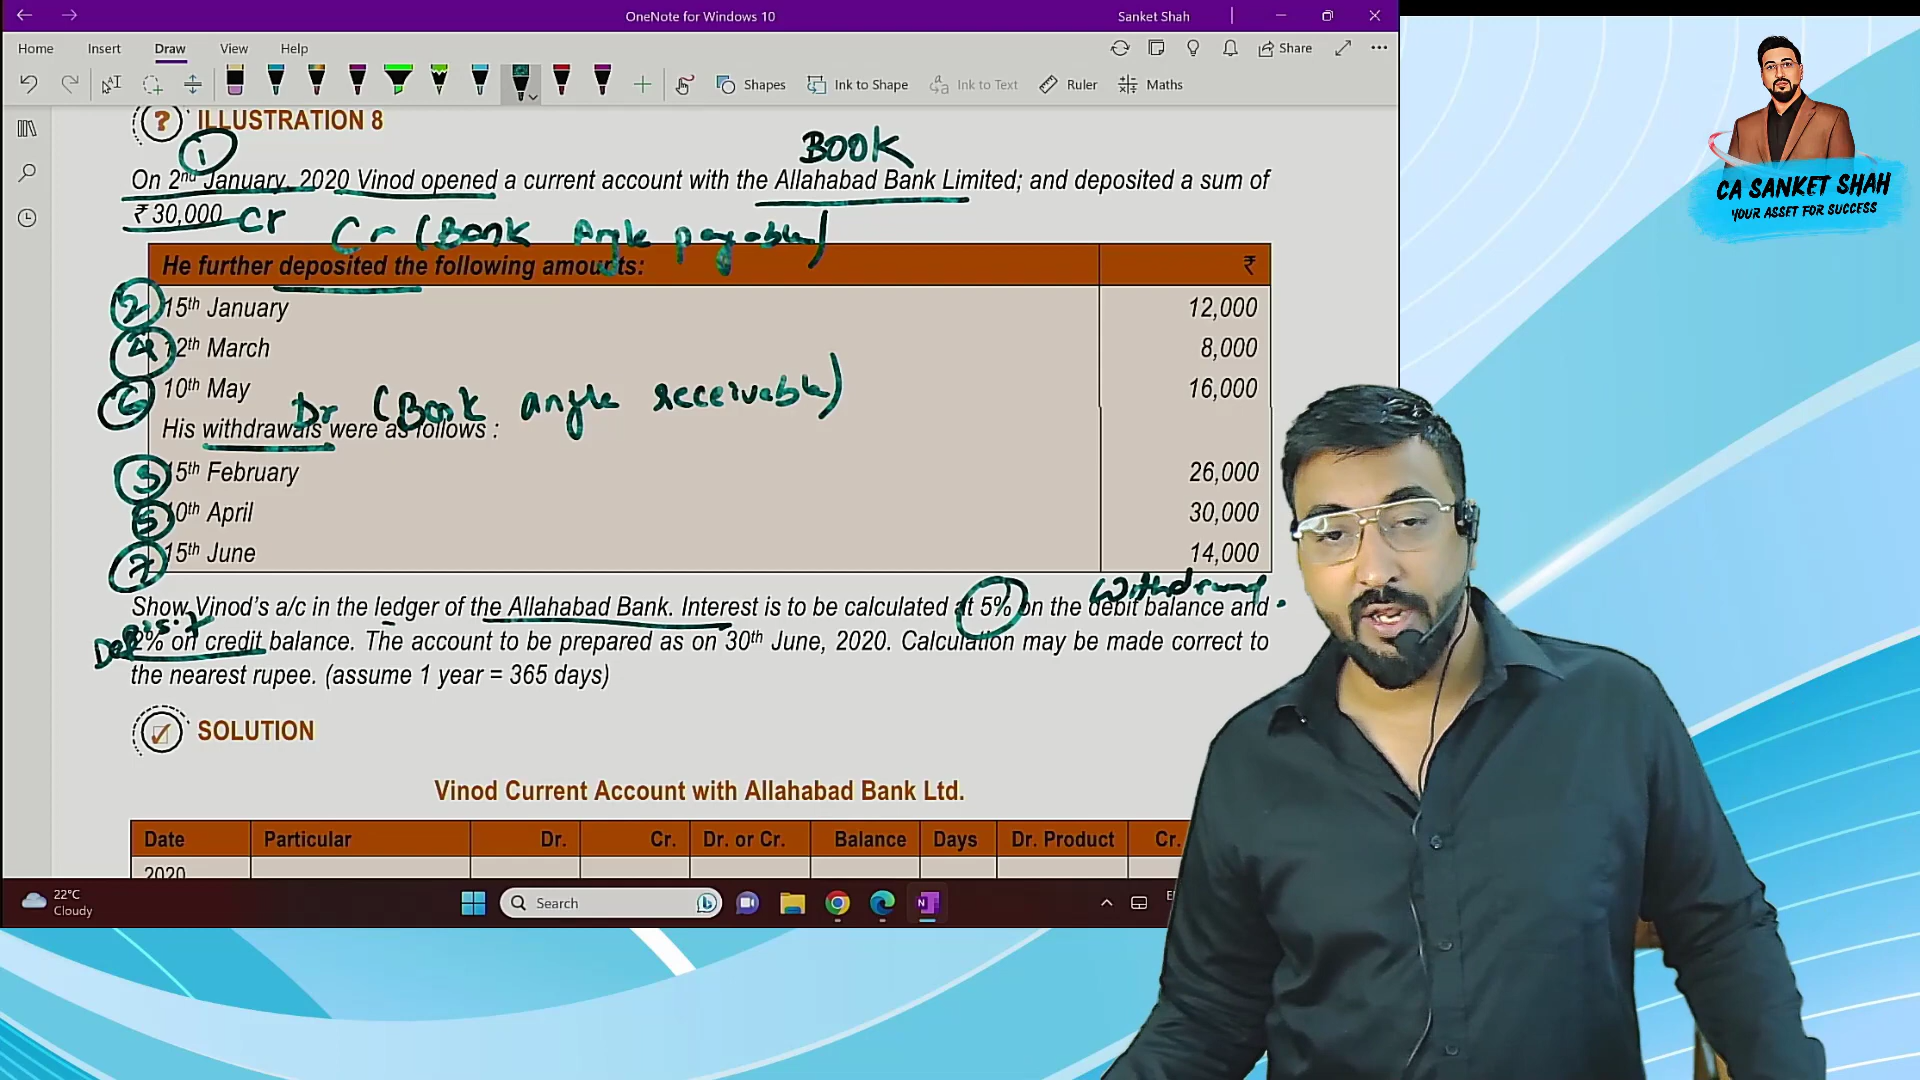 OneNote for Windows 10
Sanket Shah
Home Insert Draw View Help
Share
Shapes Ink to Shape Ink to Text Ruler Maths
ILLUSTRATION 8
1
BOOK
On 2nd January, 2020 Vinod opened a current account with the Allahabad Bank Limited; and deposited a sum of
₹ 30,000 Cr
Cr (Bank Angle payable)
He further deposited the following amounts: ₹
2 15th January 12,000
4 12th March 8,000
6 10th May 16,000
Dr (Book angle receivable)
His withdrawals were as follows :
3 15th February 26,000
5 10th April 30,000
7 15th June 14,000
Withdrawal
Show Vinod's a/c in the ledger of the Allahabad Bank. Interest is to be calculated at 5% on the debit balance and
Deposit
2% on credit balance. The account to be prepared as on 30th June, 2020. Calculation may be made correct to
the nearest rupee. (assume 1 year = 365 days)
SOLUTION
Vinod Current Account with Allahabad Bank Ltd.
Date Particular Dr. Cr. Dr. or Cr. Balance Days Dr. Product Cr.
2020
22°C
Cloudy
Search
CA SANKET SHAH
YOUR ASSET FOR SUCCESS